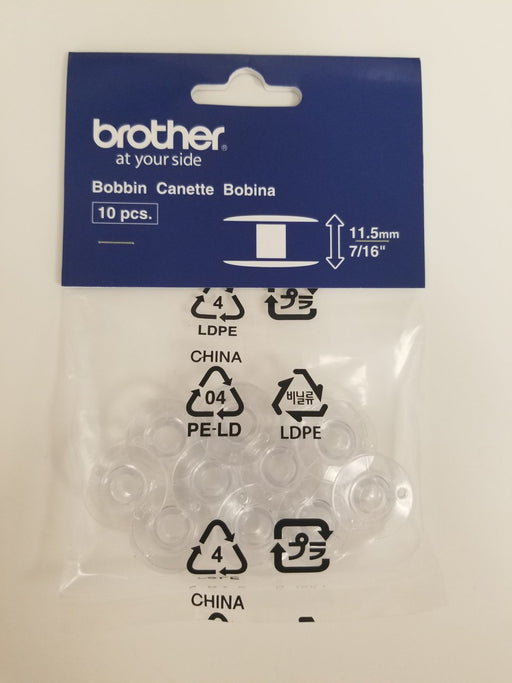 brother®
at your side
Bobbin Canette Bobina
10 pcs.
11.5mm
7/16"
4
プラ
LDPE
CHINA
04
비닐류
PE-LD
LDPE
4
プラ
CHINA